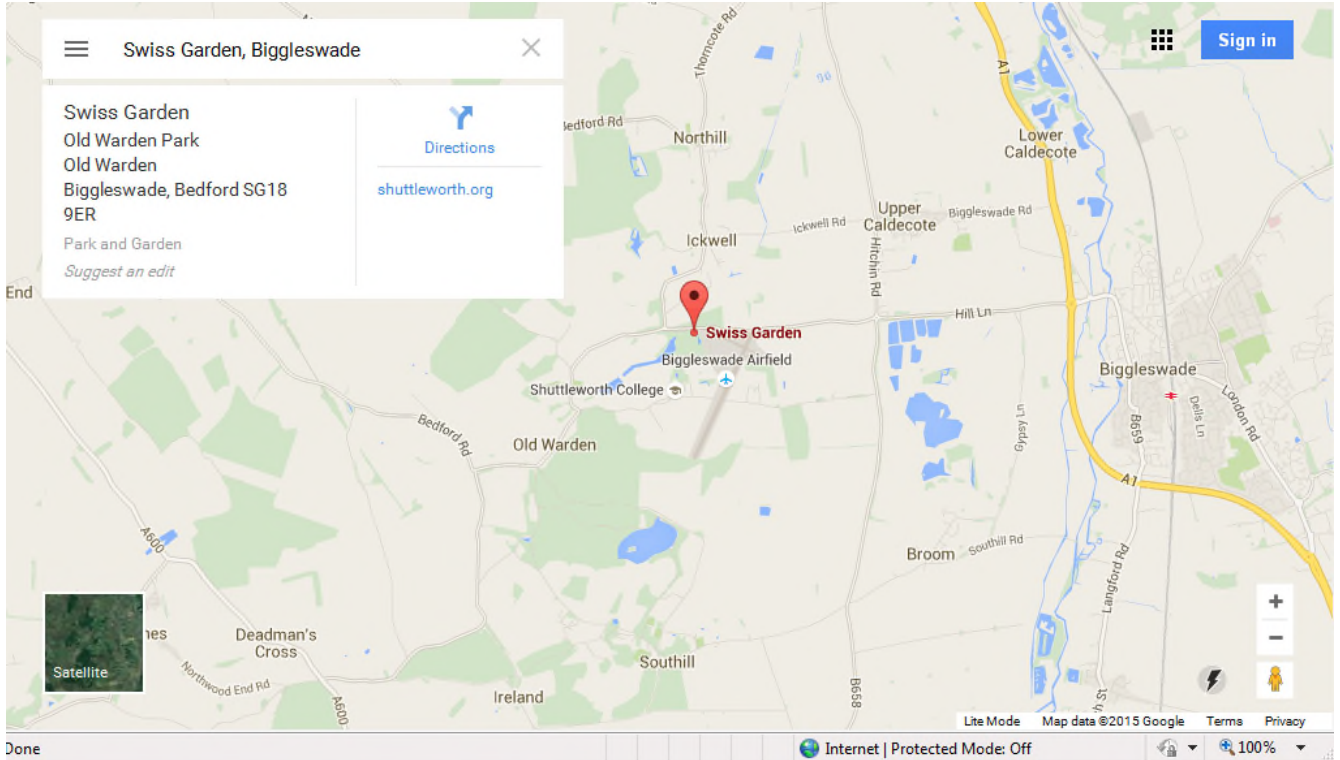 Swiss Garden, Biggleswade
Sign in
Swiss Garden
Old Warden Park
Old Warden
Biggleswade, Bedford SG18
9ER
Park and Garden
Suggest an edit
Directions
shuttleworth.org
Thorncote Rd
A1
Bedford Rd
Northill
Lower
Caldecote
Upper
Caldecote
Biggleswade Rd
Ickwell Rd
Ickwell
Hitchin Rd
End
Hill Ln
Swiss Garden
Biggleswade Airfield
Biggleswade
Shuttleworth College
Dells Ln
London Rd
Gypsy Ln
B659
Bedford Rd
Old Warden
A1
A600
Broom
Southill Rd
Langford Rd
Deadman's
Cross
Satellite
Northwood End Rd
Southill
A600
Ireland
B658
+
−
Lite Mode Map data ©2015 Google Terms Privacy
Done
Internet | Protected Mode: Off
100%